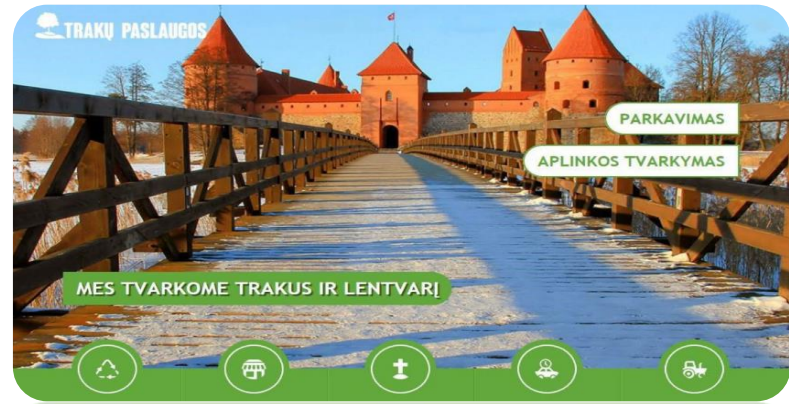 TRAKŲ PASLAUGOS
PARKAVIMAS
APLINKOS TVARKYMAS
MES TVARKOME TRAKUS IR LENTVARĮ